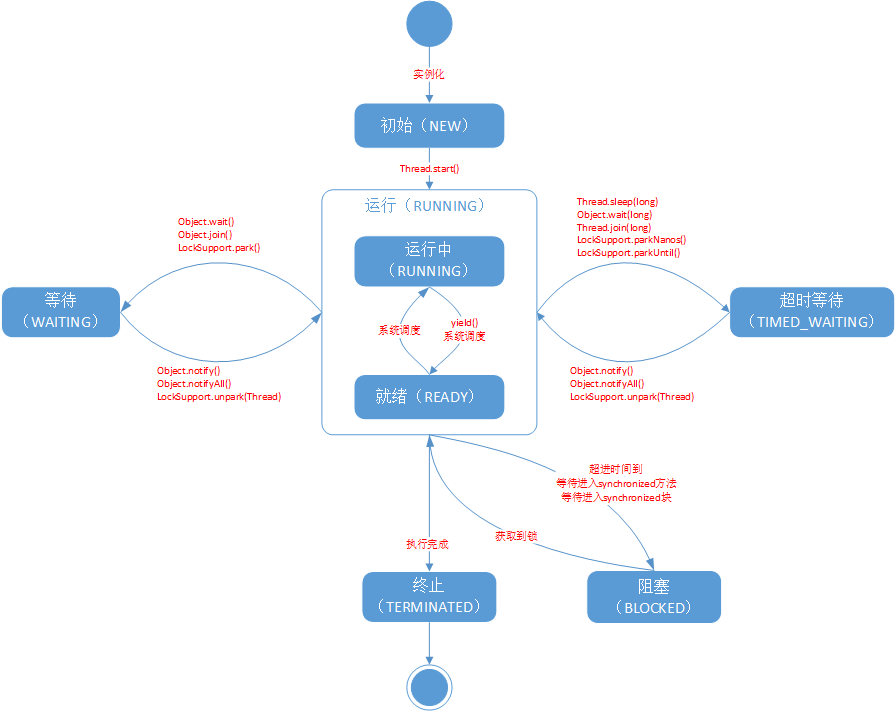 实例化
初始（NEW）
Thread.start()
运行（RUNNING）
Object.wait()
Object.join()
LockSupport.park()
Thread.sleep(long)
Object.wait(long)
Thread.join(long)
LockSupport.parkNanos()
LockSupport.parkUntil()
运行中
（RUNNING）
等待
（WAITING）
超时等待
（TIMED_WAITING）
系统调度
yield()
系统调度
Object.notify()
Object.notifyAll()
LockSupport.unpark(Thread)
就绪（READY）
Object.notify()
Object.notifyAll()
LockSupport.unpark(Thread)
超进时间到
等待进入synchronized方法
等待进入synchronized块
获取到锁
执行完成
终止
（TERMINATED）
阻塞
（BLOCKED）